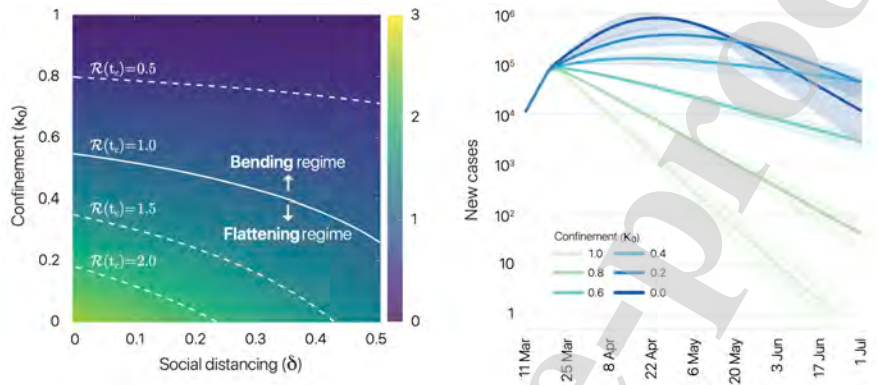 1
0.8
0.6
0.4
0.2
0
Confinement (κ₀)
R(tc)=0.5
R(tc)=1.0
R(tc)=1.5
R(tc)=2.0
Bending regime
Flattening regime
0
0.1
0.2
0.3
0.4
0.5
Social distancing (δ)
3
2
1
0
10⁶
10⁵
10⁴
10³
10²
10
1
New cases
Confinement (κ₀)
1.0 0.4
0.8 0.2
0.6 0.0
11 Mar
25 Mar
8 Apr
22 Apr
6 May
20 May
3 Jun
17 Jun
1 Jul